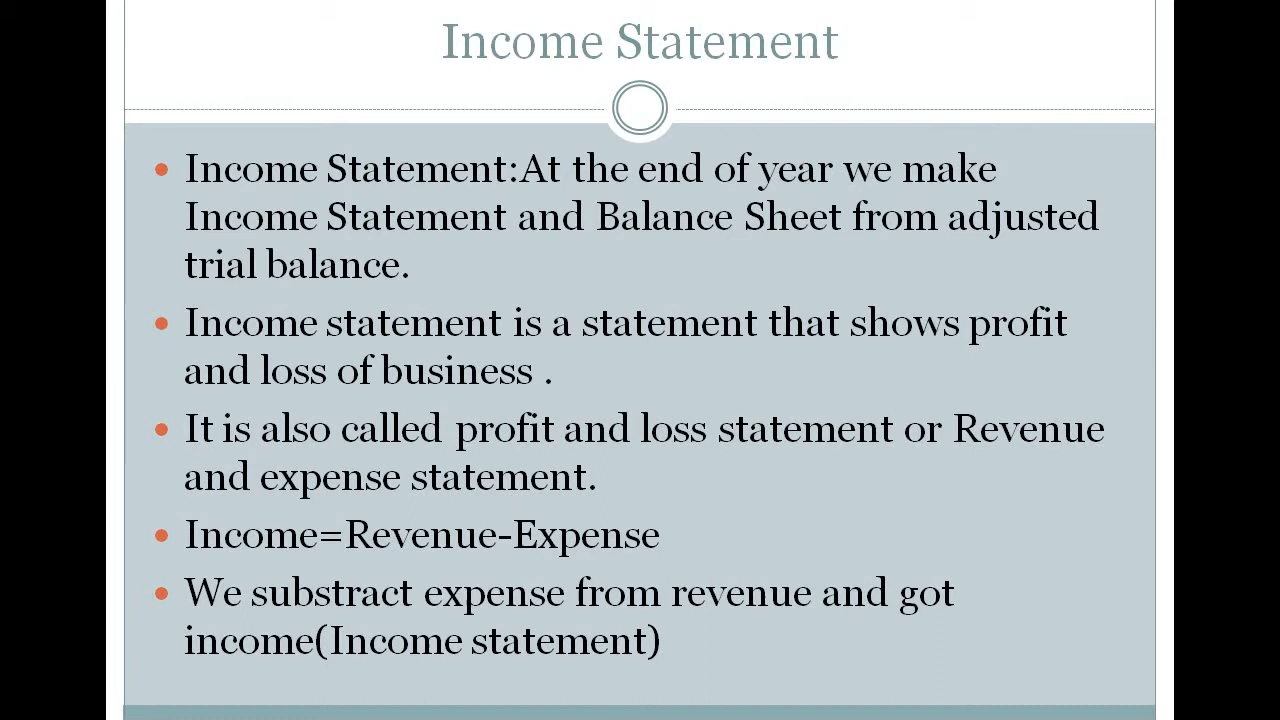 Income Statement
Income Statement:At the end of year we make
Income Statement and Balance Sheet from adjusted
trial balance.
Income statement is a statement that shows profit
and loss of business .
It is also called profit and loss statement or Revenue
and expense statement.
Income=Revenue-Expense
We substract expense from revenue and got
income(Income statement)